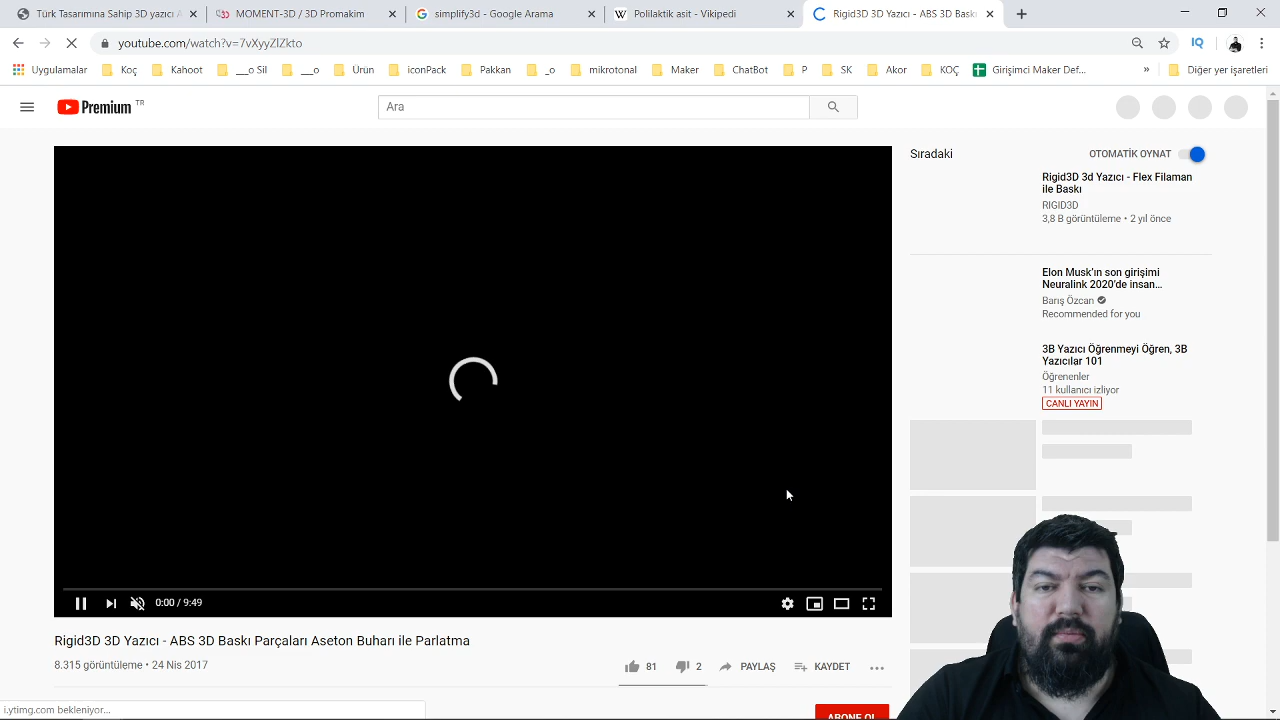 Türk Tasarımına Sahip 3D yazıcı A
MOMENT-3D / 3D Promakim
simplify3d - Google Arama
Polilaktik asit - Vikipedi
Rigid3D 3D Yazıcı - ABS 3D Bask
youtube.com/watch?v=7vXyyZlZkto
IQ
Uygulamalar
Koç
Kahoot
___o Sil
___o
Ürün
iconPack
Pakkan
_o
mikrotonal
Maker
ChatBot
P
SK
Akor
KOÇ
Girişimci Maker Def...
»
Diğer yer işaretleri
Premium TR
Ara
Sıradaki
OTOMATİK OYNAT
Rigid3D 3d Yazıcı - Flex Filaman
ile Baskı
RIGID3D
3,8 B görüntüleme • 2 yıl önce
Elon Musk'ın son girişimi
Neuralink 2020'de insan...
Barış Özcan
Recommended for you
3B Yazıcı Öğrenmeyi Öğren, 3B
Yazıcılar 101
Öğrenenler
11 kullanıcı izliyor
CANLI YAYIN
0:00 / 9:49
Rigid3D 3D Yazıcı - ABS 3D Baskı Parçaları Aseton Buharı ile Parlatma
8.315 görüntüleme • 24 Nis 2017
81
2
PAYLAŞ
KAYDET
i.ytimg.com bekleniyor...
ABONE OL